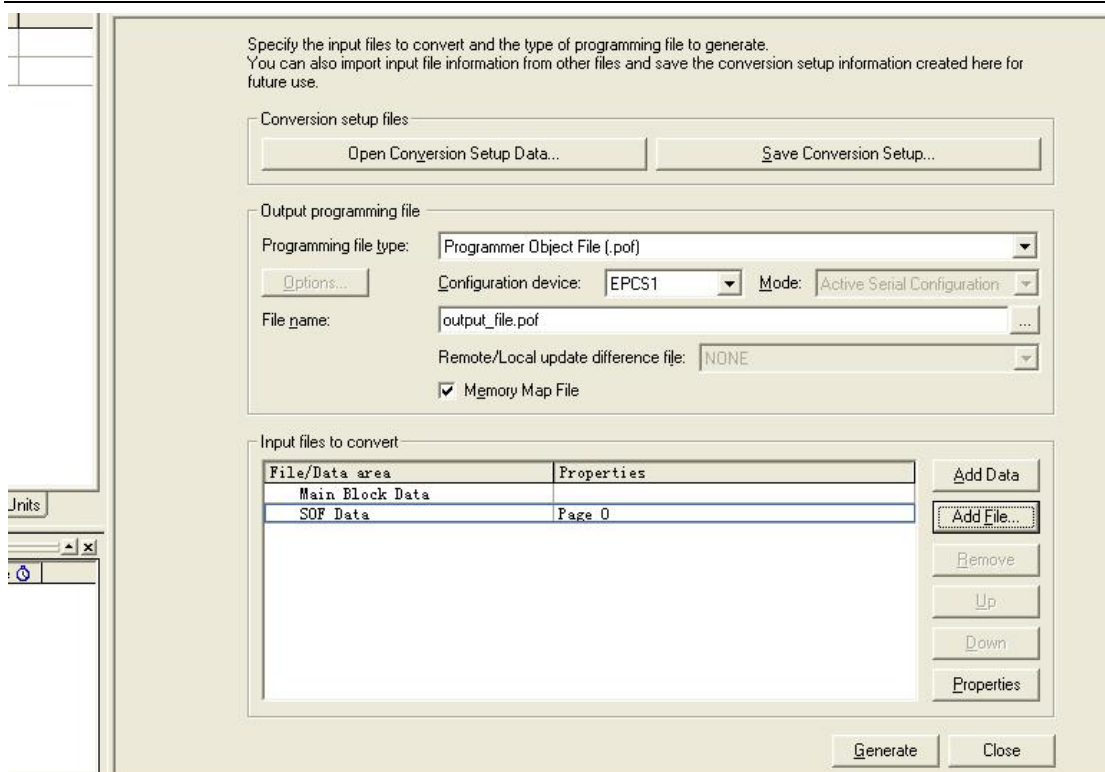 Specify the input files to convert and the type of programming file to generate.
You can also import input file information from other files and save the conversion setup information created here for
future use.
Conversion setup files
Open Conversion Setup Data... Save Conversion Setup...
Output programming file
Programming file type: Programmer Object File (.pof)
Options... Configuration device: EPCS1 Mode: Active Serial Configuration
File name: output_file.pof ...
Remote/Local update difference file: NONE
Memory Map File
Input files to convert
File/Data area Properties
Add Data
Main Block Data
Units
SOF Data Page 0
Add File...
Remove
Up
Down
Properties
Generate Close